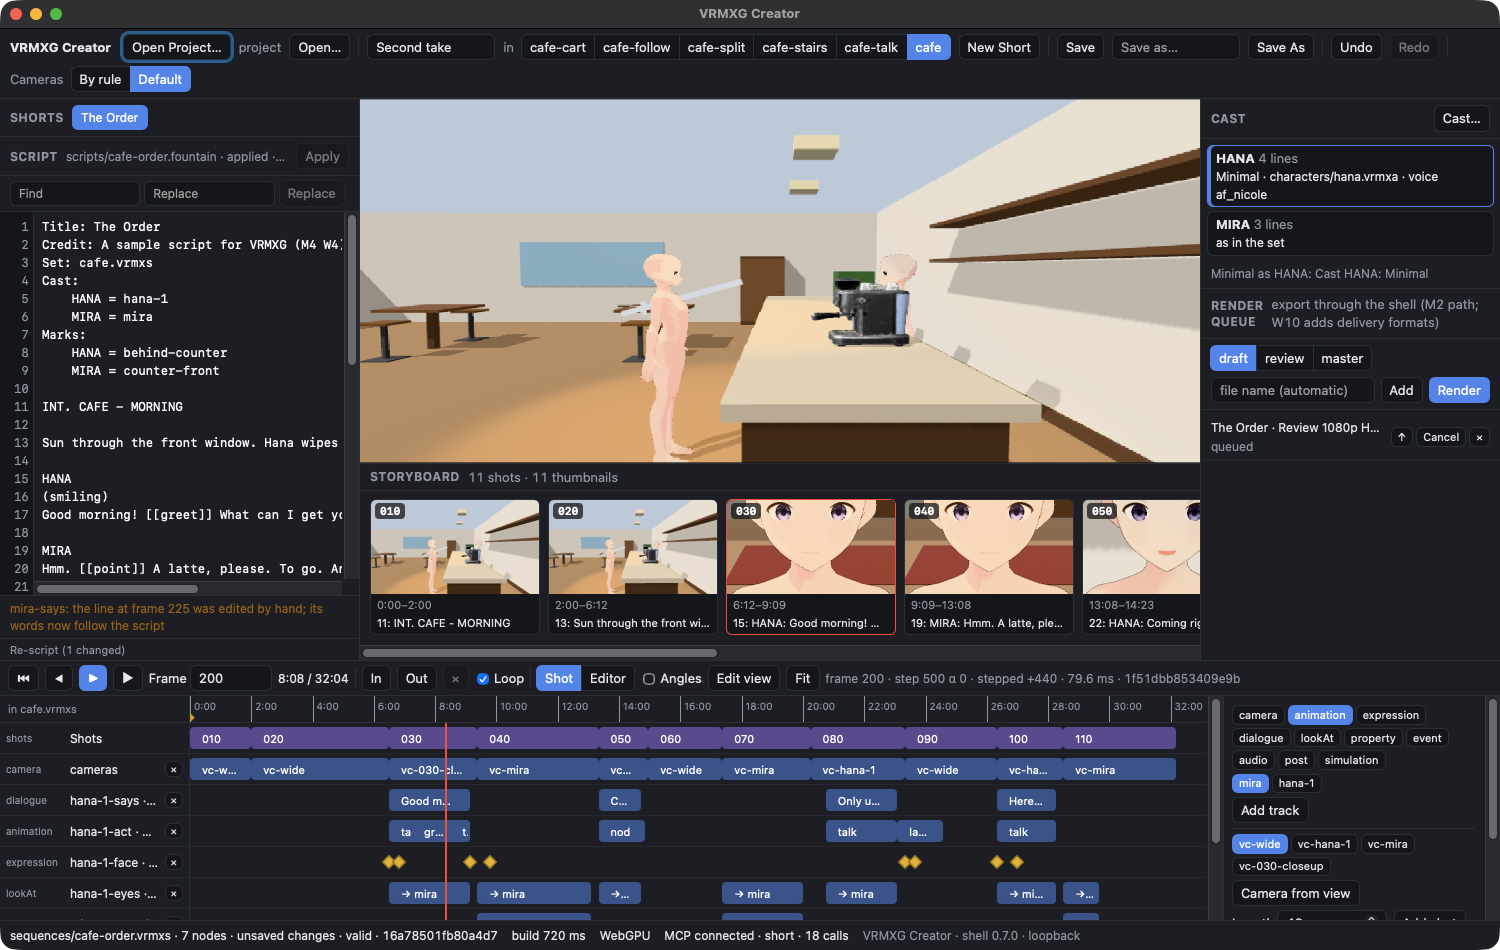 VRMXG Creator
VRMXG Creator Open Project... project Open... Second take in cafe-cart cafe-follow cafe-split cafe-stairs cafe-talk cafe New Short Save Save as... Save As Undo Redo
Cameras By rule Default
SHORTS The Order
SCRIPT scripts/cafe-order.fountain · applied ·... Apply
Find Replace Replace
1 Title: The Order
2 Credit: A sample script for VRMXG (M4 W4)
3 Set: cafe.vrmxs
4 Cast:
5 HANA = hana-1
6 MIRA = mira
7 Marks:
8 HANA = behind-counter
9 MIRA = counter-front
10
11 INT. CAFE - MORNING
12
13 Sun through the front window. Hana wipes
14
15 HANA
16 (smiling)
17 Good morning! [[greet]] What can I get yo
18
19 MIRA
20 Hmm. [[point]] A latte, please. To go. An
21
mira-says: the line at frame 225 was edited by hand; its
words now follow the script
Re-script (1 changed)
STORYBOARD 11 shots · 11 thumbnails
010
0:00–2:00
11: INT. CAFE - MORNING
020
2:00–6:12
13: Sun through the front wi...
030
6:12–9:09
15: HANA: Good morning! ...
040
9:09–13:08
19: MIRA: Hmm. A latte, ple...
050
13:08–14:23
22: HANA: Coming rig
CAST Cast...
HANA 4 lines
Minimal · characters/hana.vrmxa · voice
af_nicole
MIRA 3 lines
as in the set
Minimal as HANA: Cast HANA: Minimal
RENDER QUEUE
export through the shell (M2 path;
W10 adds delivery formats)
draft review master
file name (automatic) Add Render
The Order · Review 1080p H... ↑ Cancel ×
queued
Frame 200 8:08 / 32:04 In Out × Loop Shot Editor Angles Edit view Fit frame 200 · step 500 α 0 · stepped +440 · 79.6 ms · 1f51dbb853409e9b
in cafe.vrmxs 0:00 2:00 4:00 6:00 8:00 10:00 12:00 14:00 16:00 18:00 20:00 22:00 24:00 26:00 28:00 30:00 32:00
shots Shots 010 020 030 040 050 060 070 080 090 100 110
camera cameras × vc-w... vc-wide vc-030-cl... vc-mira vc... vc-wide vc-mira vc-hana-1 vc-wide vc-ha... vc-mira
dialogue hana-1-says ·... × Good m... C... Only u... Here...
animation hana-1-act · ... × ta gr... t. nod talk la... talk
expression hana-1-face · ... ×
lookAt hana-1-eyes ·... × → mira → mira →... → mira → mira → mi... →...
camera animation expression
dialogue lookAt property event
audio post simulation
mira hana-1
Add track
vc-wide vc-hana-1 vc-mira
vc-030-closeup
Camera from view
sequences/cafe-order.vrmxs · 7 nodes · unsaved changes · valid · 16a78501fb80a4d7 build 720 ms WebGPU MCP connected · short · 18 calls VRMXG Creator · shell 0.7.0 · loopback